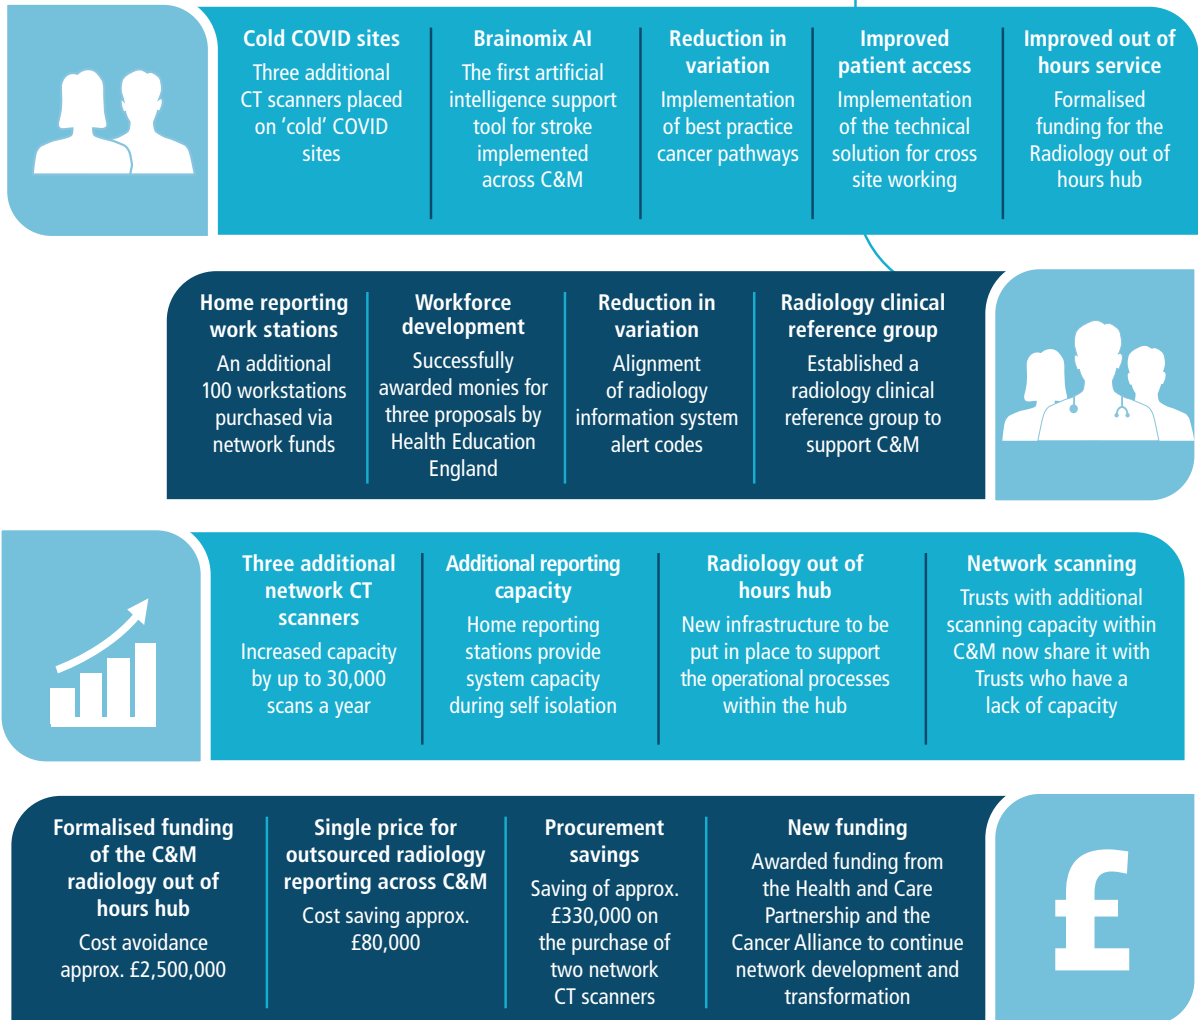 Cold COVID sites
Three additional
CT scanners placed
on ‘cold’ COVID
sites
Brainomix AI
The first artificial
intelligence support
tool for stroke
implemented
across C&M
Reduction in
variation
Implementation
of best practice
cancer pathways
Improved
patient access
Implementation
of the technical
solution for cross
site working
Improved out of
hours service
Formalised
funding for the
Radiology out of
hours hub
Home reporting
work stations
An additional
100 workstations
purchased via
network funds
Workforce
development
Successfully
awarded monies for
three proposals by
Health Education
England
Reduction in
variation
Alignment
of radiology
information system
alert codes
Radiology clinical
reference group
Established a
radiology clinical
reference group to
support C&M
Three additional
network CT
scanners
Increased capacity
by up to 30,000
scans a year
Additional reporting
capacity
Home reporting
stations provide
system capacity
during self isolation
Radiology out of
hours hub
New infrastructure to be
put in place to support
the operational processes
within the hub
Network scanning
Trusts with additional
scanning capacity within
C&M now share it with
Trusts who have a
lack of capacity
Formalised funding
of the C&M
radiology out of
hours hub
Cost avoidance
approx. £2,500,000
Single price for
outsourced radiology
reporting across C&M
Cost saving approx.
£80,000
Procurement
savings
Saving of approx.
£330,000 on
the purchase of
two network
CT scanners
New funding
Awarded funding from
the Health and Care
Partnership and the
Cancer Alliance to continue
network development and
transformation
£